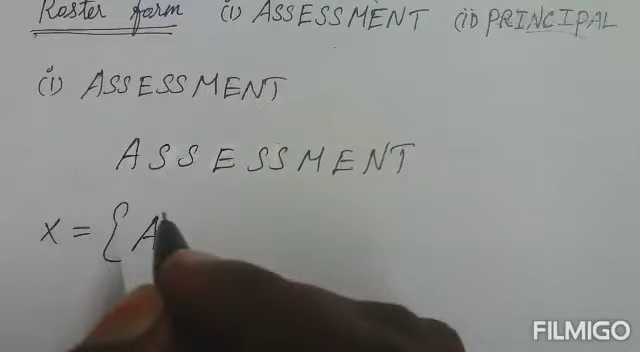 Roster form (i) ASSESSMENT (ii) PRINCIPAL
(i) ASSESSMENT
ASSESSMENT
X = { A
FILMIGO